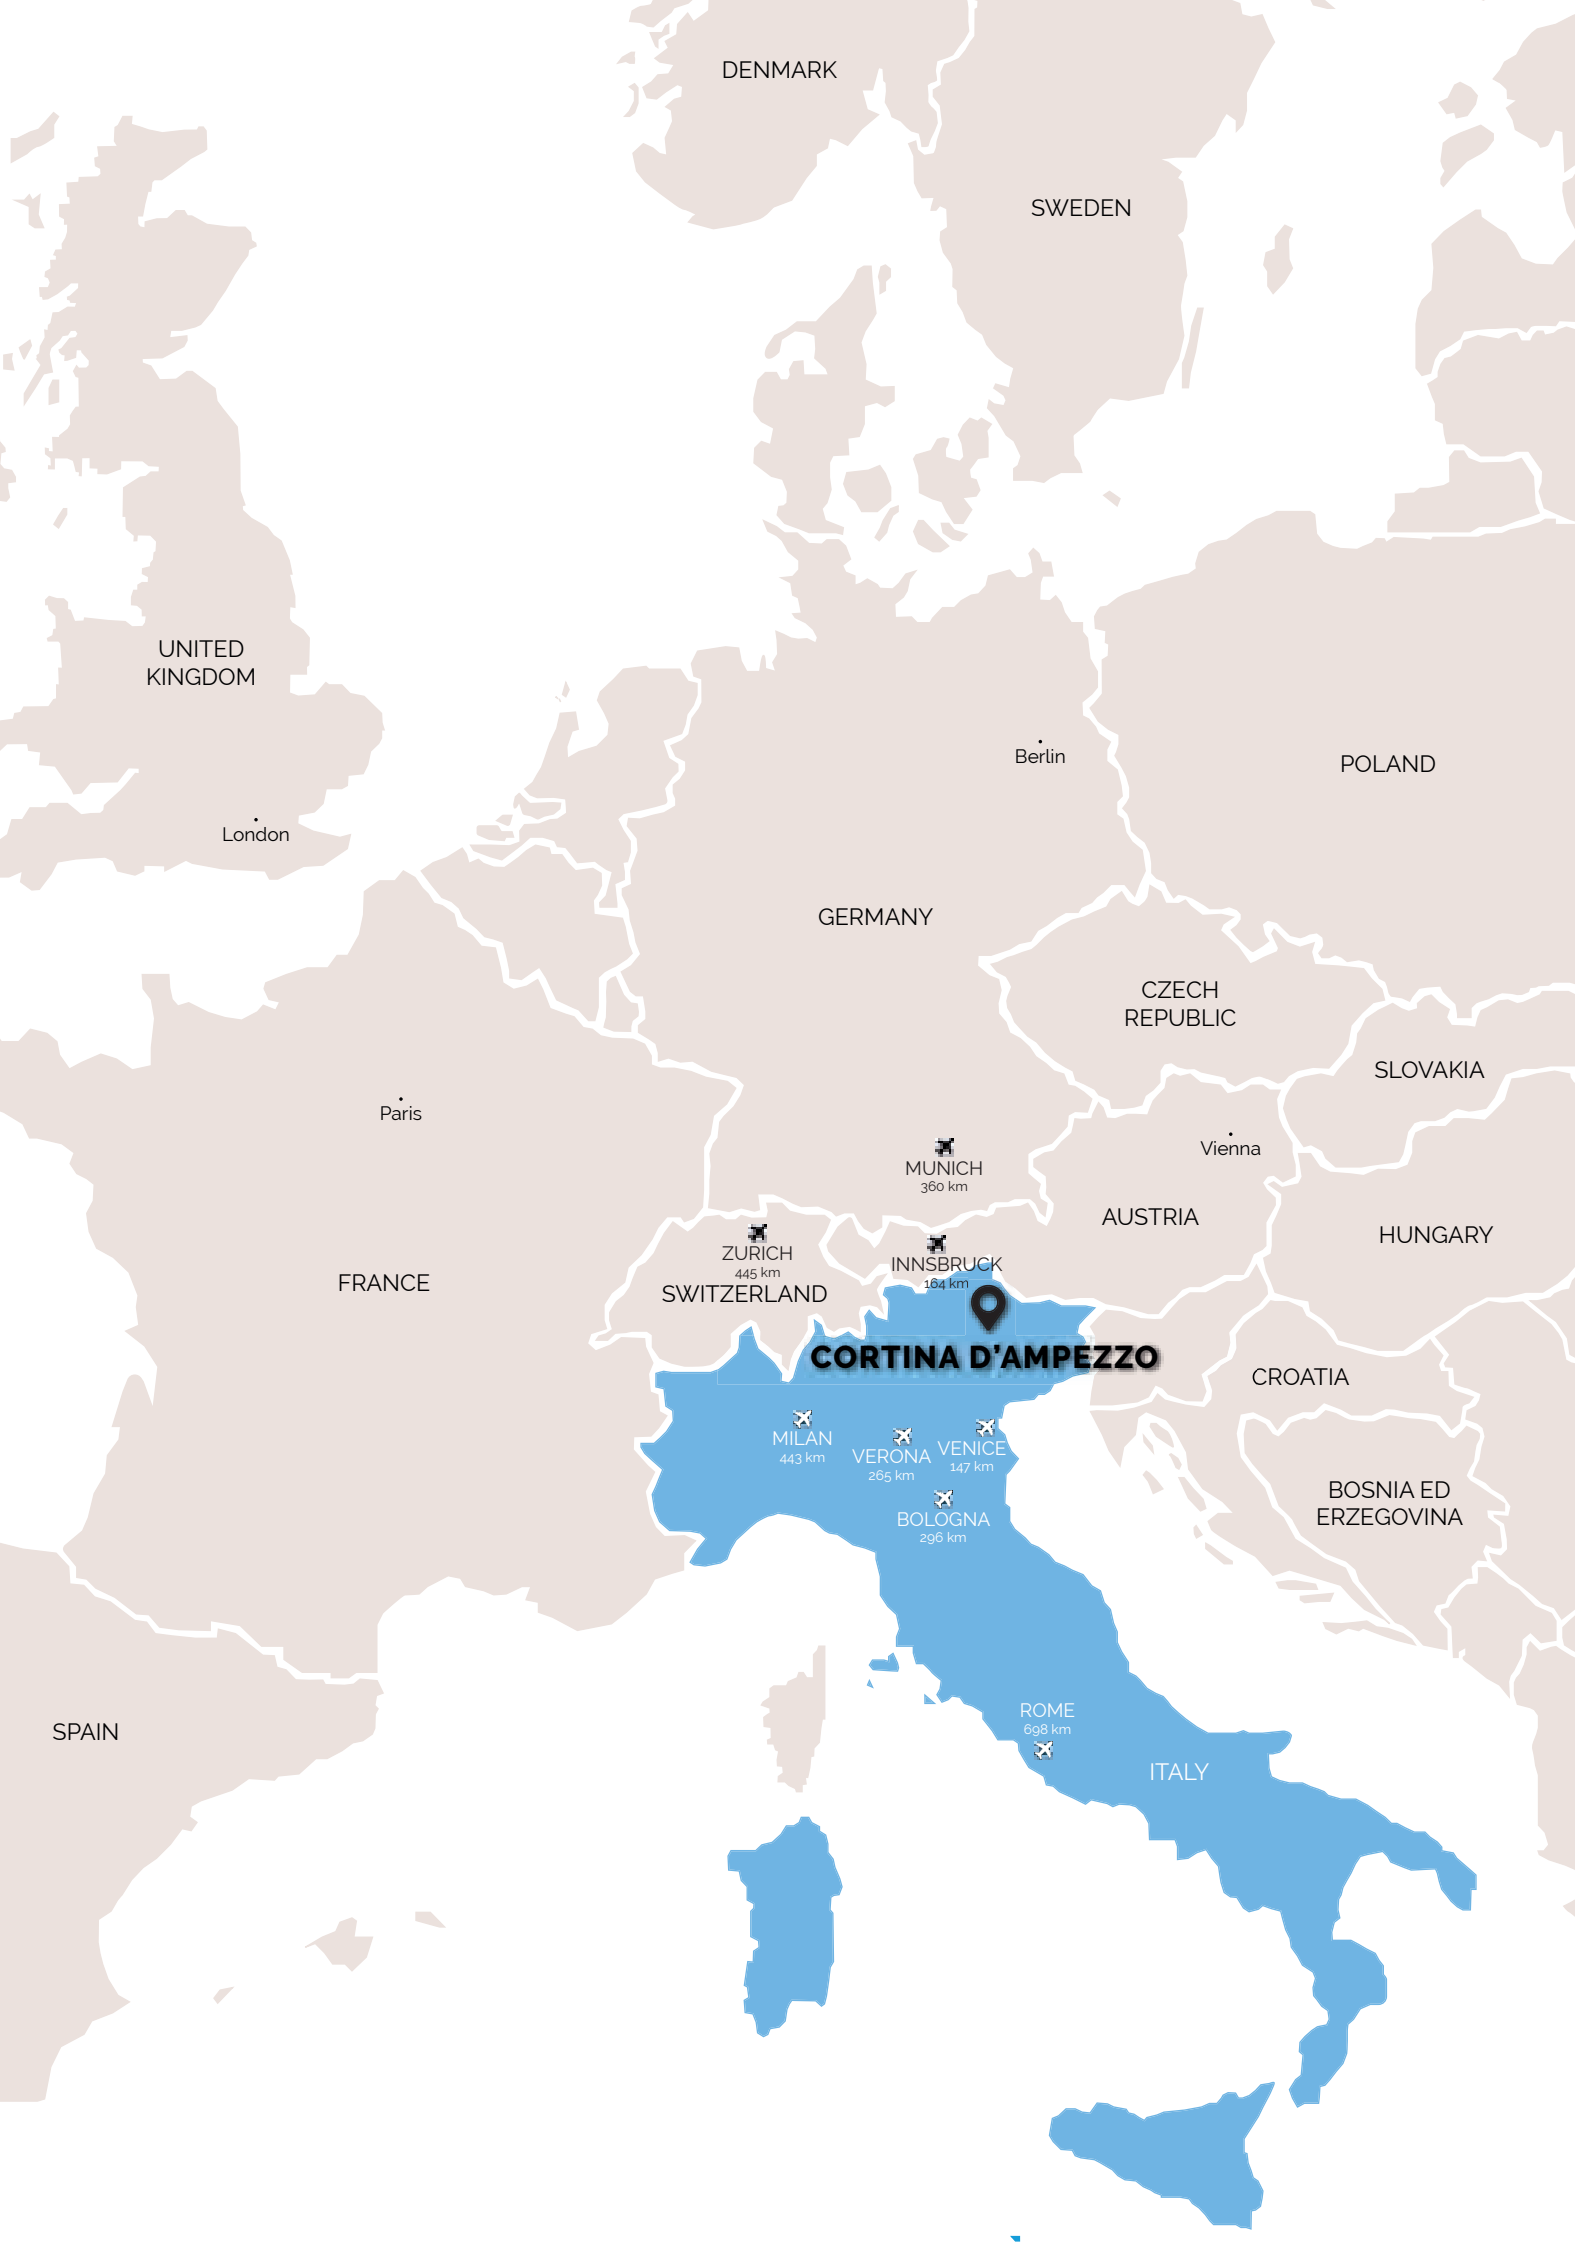 DENMARK
SWEDEN
UNITED
KINGDOM
Berlin
POLAND
London
GERMANY
CZECH
REPUBLIC
SLOVAKIA
Paris
Vienna
MUNICH
360 km
AUSTRIA
HUNGARY
ZURICH
445 km
SWITZERLAND
INNSBRUCK
164 km
FRANCE
CORTINA D'AMPEZZO
CROATIA
MILAN
443 km
VERONA
265 km
VENICE
147 km
BOLOGNA
296 km
BOSNIA ED
ERZEGOVINA
ROME
698 km
SPAIN
ITALY